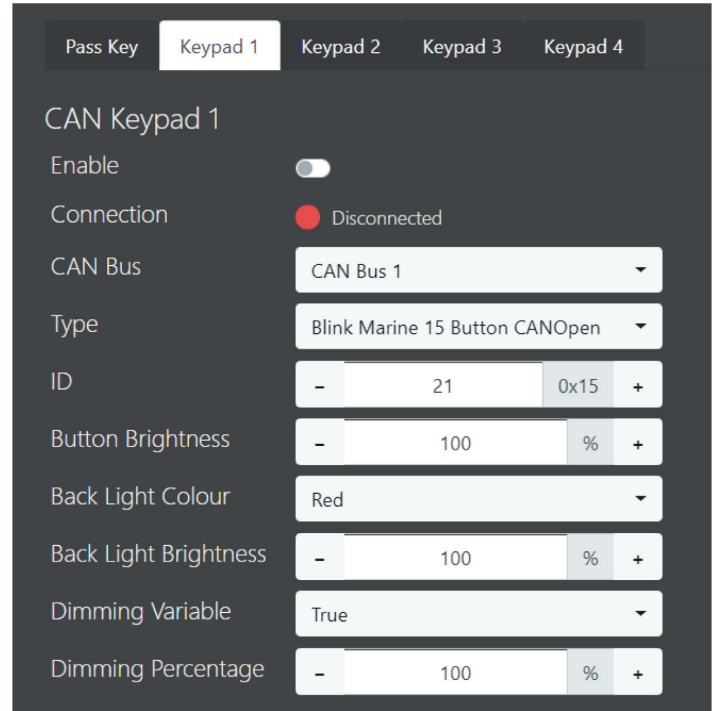 Pass Key Keypad 1 Keypad 2 Keypad 3 Keypad 4
CAN Keypad 1
Enable
Connection Disconnected
CAN Bus CAN Bus 1
Type Blink Marine 15 Button CANOpen
ID - 21 0x15 +
Button Brightness - 100 % +
Back Light Colour Red
Back Light Brightness - 100 % +
Dimming Variable True
Dimming Percentage - 100 % +